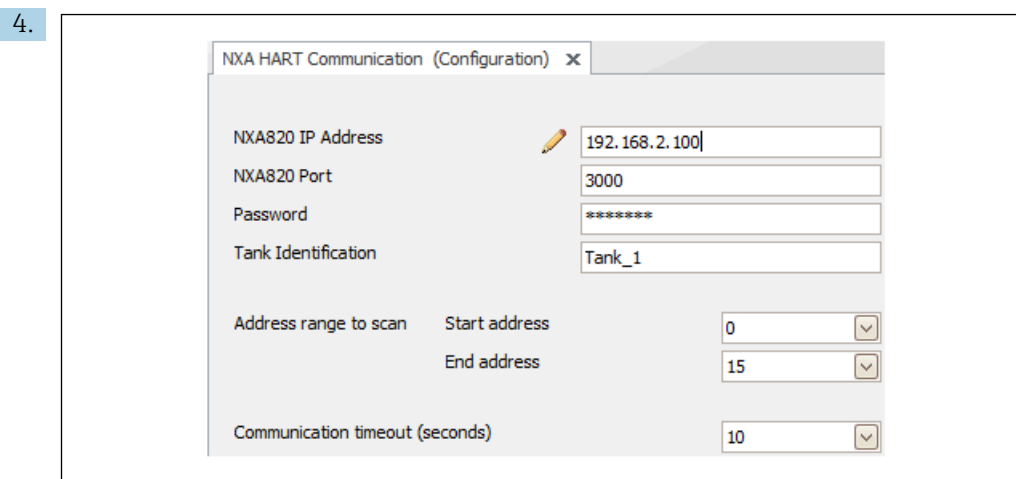 4.
NXA HART Communication (Configuration) x
NXA820 IP Address 192.168.2.100
NXA820 Port 3000
Password *******
Tank Identification Tank_1
Address range to scan Start address 0
End address 15
Communication timeout (seconds) 10